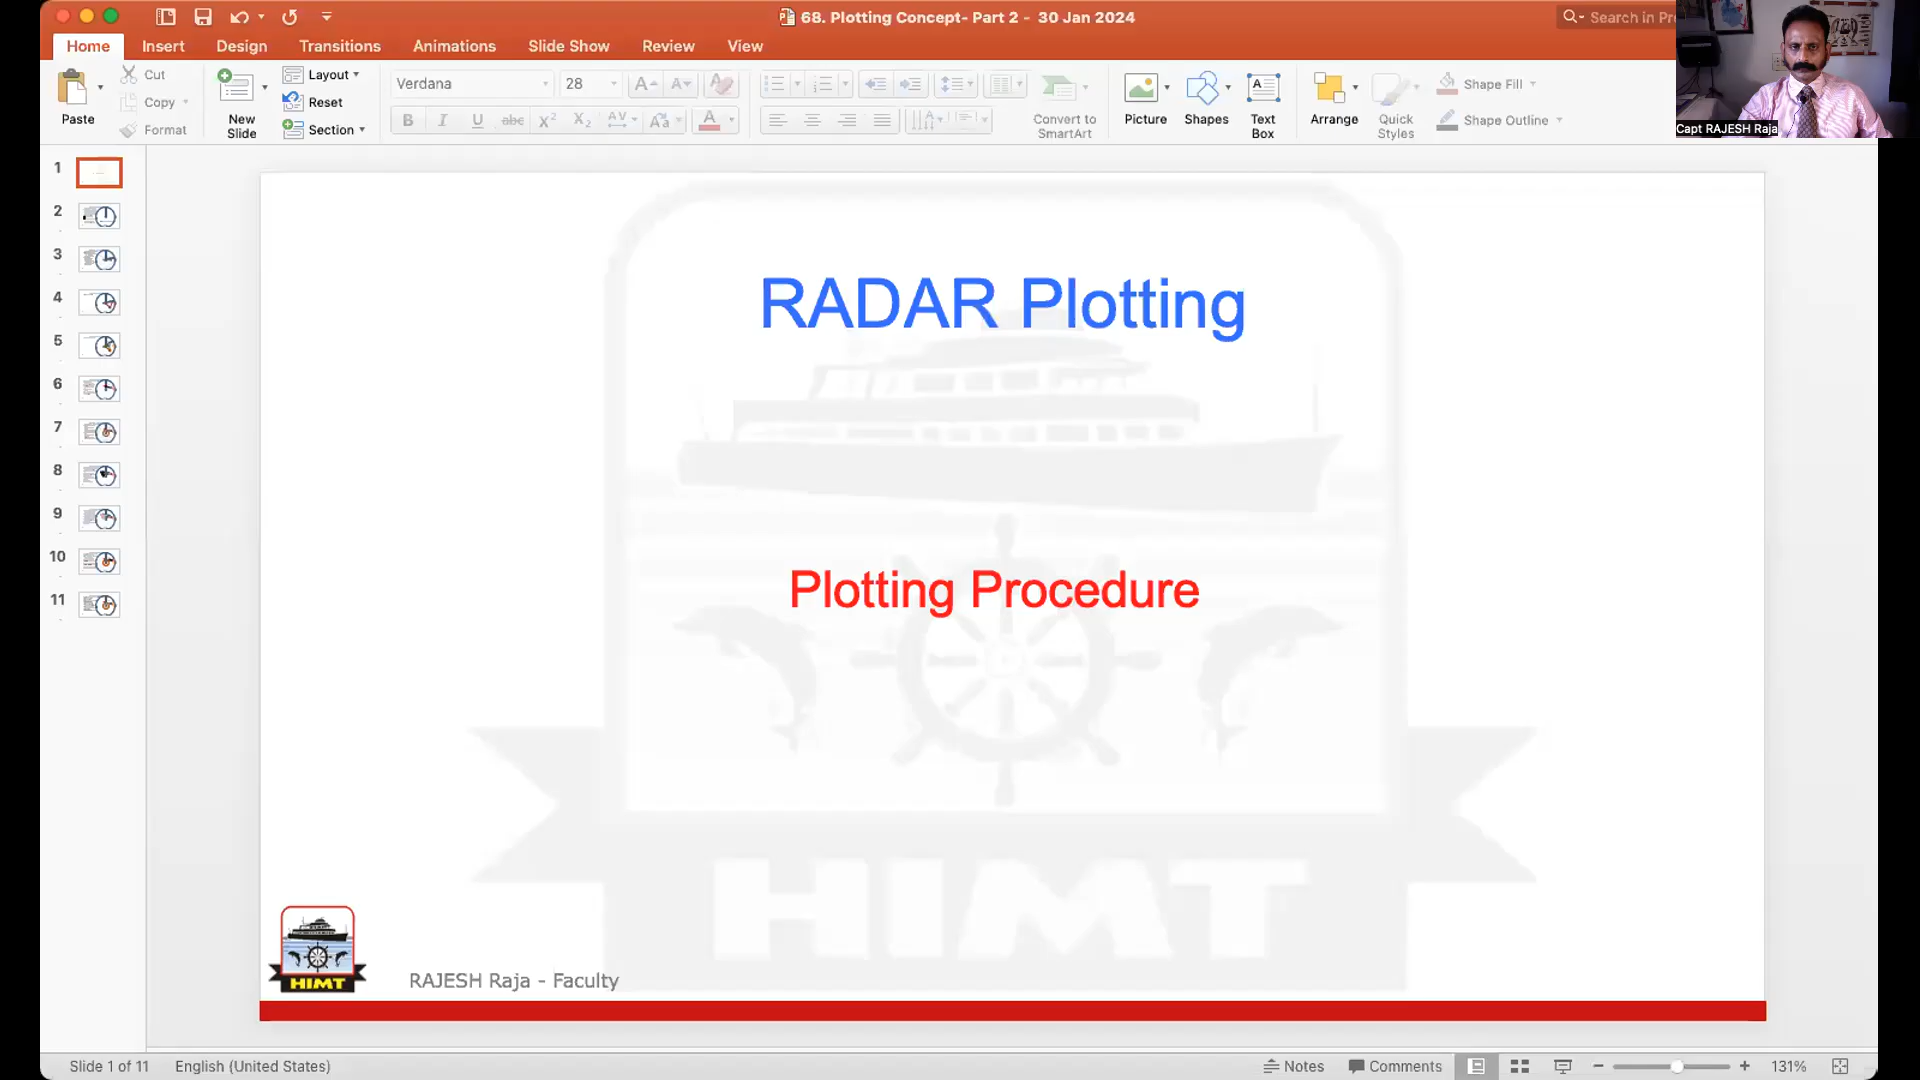 68. Plotting Concept- Part 2 - 30 Jan 2024
Search in Pr
Home Insert Design Transitions Animations Slide Show Review View
Paste
Cut
Copy
Format
New Slide
Layout
Reset
Section
Verdana 28
Convert to SmartArt
Picture
Shapes
Text Box
Arrange
Quick Styles
Shape Fill
Shape Outline
Capt RAJESH Raja
1
2
3
4
5
6
7
8
9
10
11
RADAR Plotting
Plotting Procedure
HIMT
HIMT
RAJESH Raja - Faculty
Slide 1 of 11 English (United States) Notes Comments 131%